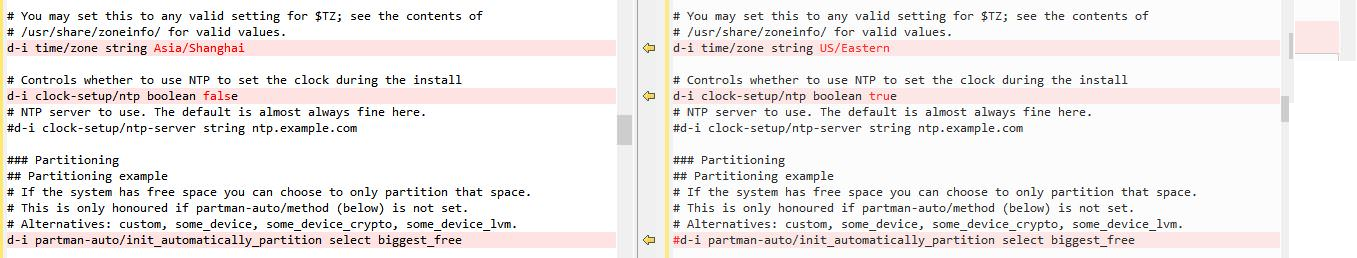 # You may set this to any valid setting for $TZ; see the contents of
# /usr/share/zoneinfo/ for valid values.
d-i time/zone string Asia/Shanghai
# Controls whether to use NTP to set the clock during the install
d-i clock-setup/ntp boolean false
# NTP server to use. The default is almost always fine here.
#d-i clock-setup/ntp-server string ntp.example.com
### Partitioning
## Partitioning example
# If the system has free space you can choose to only partition that space.
# This is only honoured if partman-auto/method (below) is not set.
# Alternatives: custom, some_device, some_device_crypto, some_device_lvm.
d-i partman-auto/init_automatically_partition select biggest_free
# You may set this to any valid setting for $TZ; see the contents of
# /usr/share/zoneinfo/ for valid values.
d-i time/zone string US/Eastern
# Controls whether to use NTP to set the clock during the install
d-i clock-setup/ntp boolean true
# NTP server to use. The default is almost always fine here.
#d-i clock-setup/ntp-server string ntp.example.com
### Partitioning
## Partitioning example
# If the system has free space you can choose to only partition that space.
# This is only honoured if partman-auto/method (below) is not set.
# Alternatives: custom, some_device, some_device_crypto, some_device_lvm.
#d-i partman-auto/init_automatically_partition select biggest_free